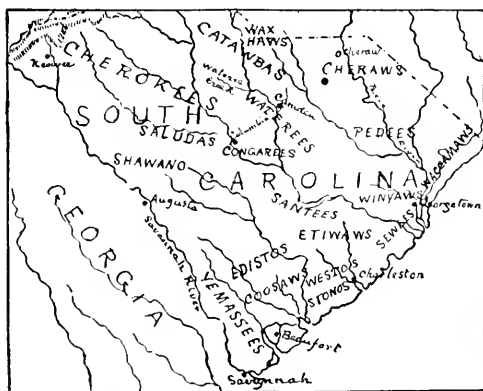 WAX
HAWS
CATAWBAS
Cheraw
CHERAWS
Keowee
CHEROKEES
Wateree
Creek
WATEREES
Camden
SOUTH
SALUDAS
Columbia
CONGAREES
PEDEES
WACCAMAWS
SHAWANO
CAROLINA
WINYAWS
Georgetown
SANTEES
SEWEES
Augusta
ETIWAWS
GEORGIA
Savannah River
EDISTOS
WESTOS
Charleston
COOSAWS
STONOS
YEMASSEES
Beaufort
Savannah